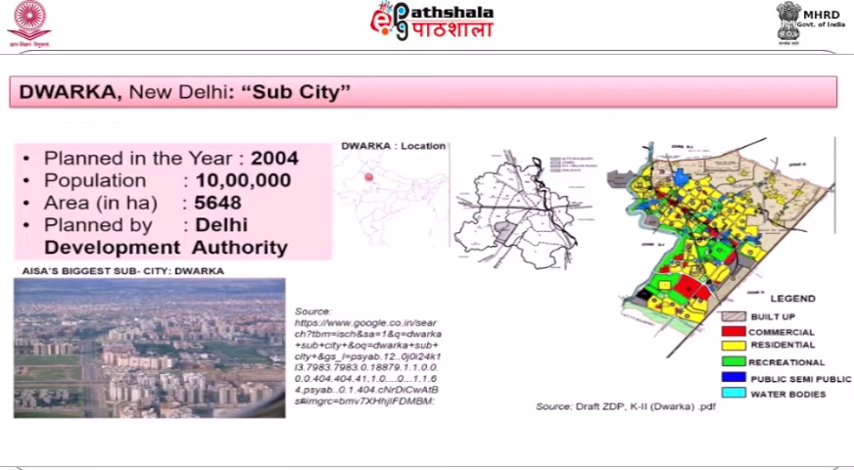 Pathshala
पाठशाला
MHRD
Govt. of India
DWARKA, New Delhi: “Sub City”
• Planned in the Year : 2004
• Population : 10,00,000
• Area (in ha) : 5648
• Planned by : Delhi
Development Authority
DWARKA : Location
AISA'S BIGGEST SUB- CITY: DWARKA
Source:
https://www.google.co.in/sear
ch?tbm=isch&sa=1&q=dwarka
+sub+city+&oq=dwarka+sub+
city+&gs_l=psyab.12..0j0i24k1
l3.7983.7983.0.18879.1.1.0.0.
0.0.404.404.41.1.0....0...1..1.6
4.psyab..0.1.404.cNrDiCwAtB
s#imgrc=bmv7XHhjIFDMBM:
LEGEND
BUILT UP
COMMERCIAL
RESIDENTIAL
RECREATIONAL
PUBLIC SEMI PUBLIC
WATER BODIES
Source: Draft ZDP, K-II (Dwarka) .pdf